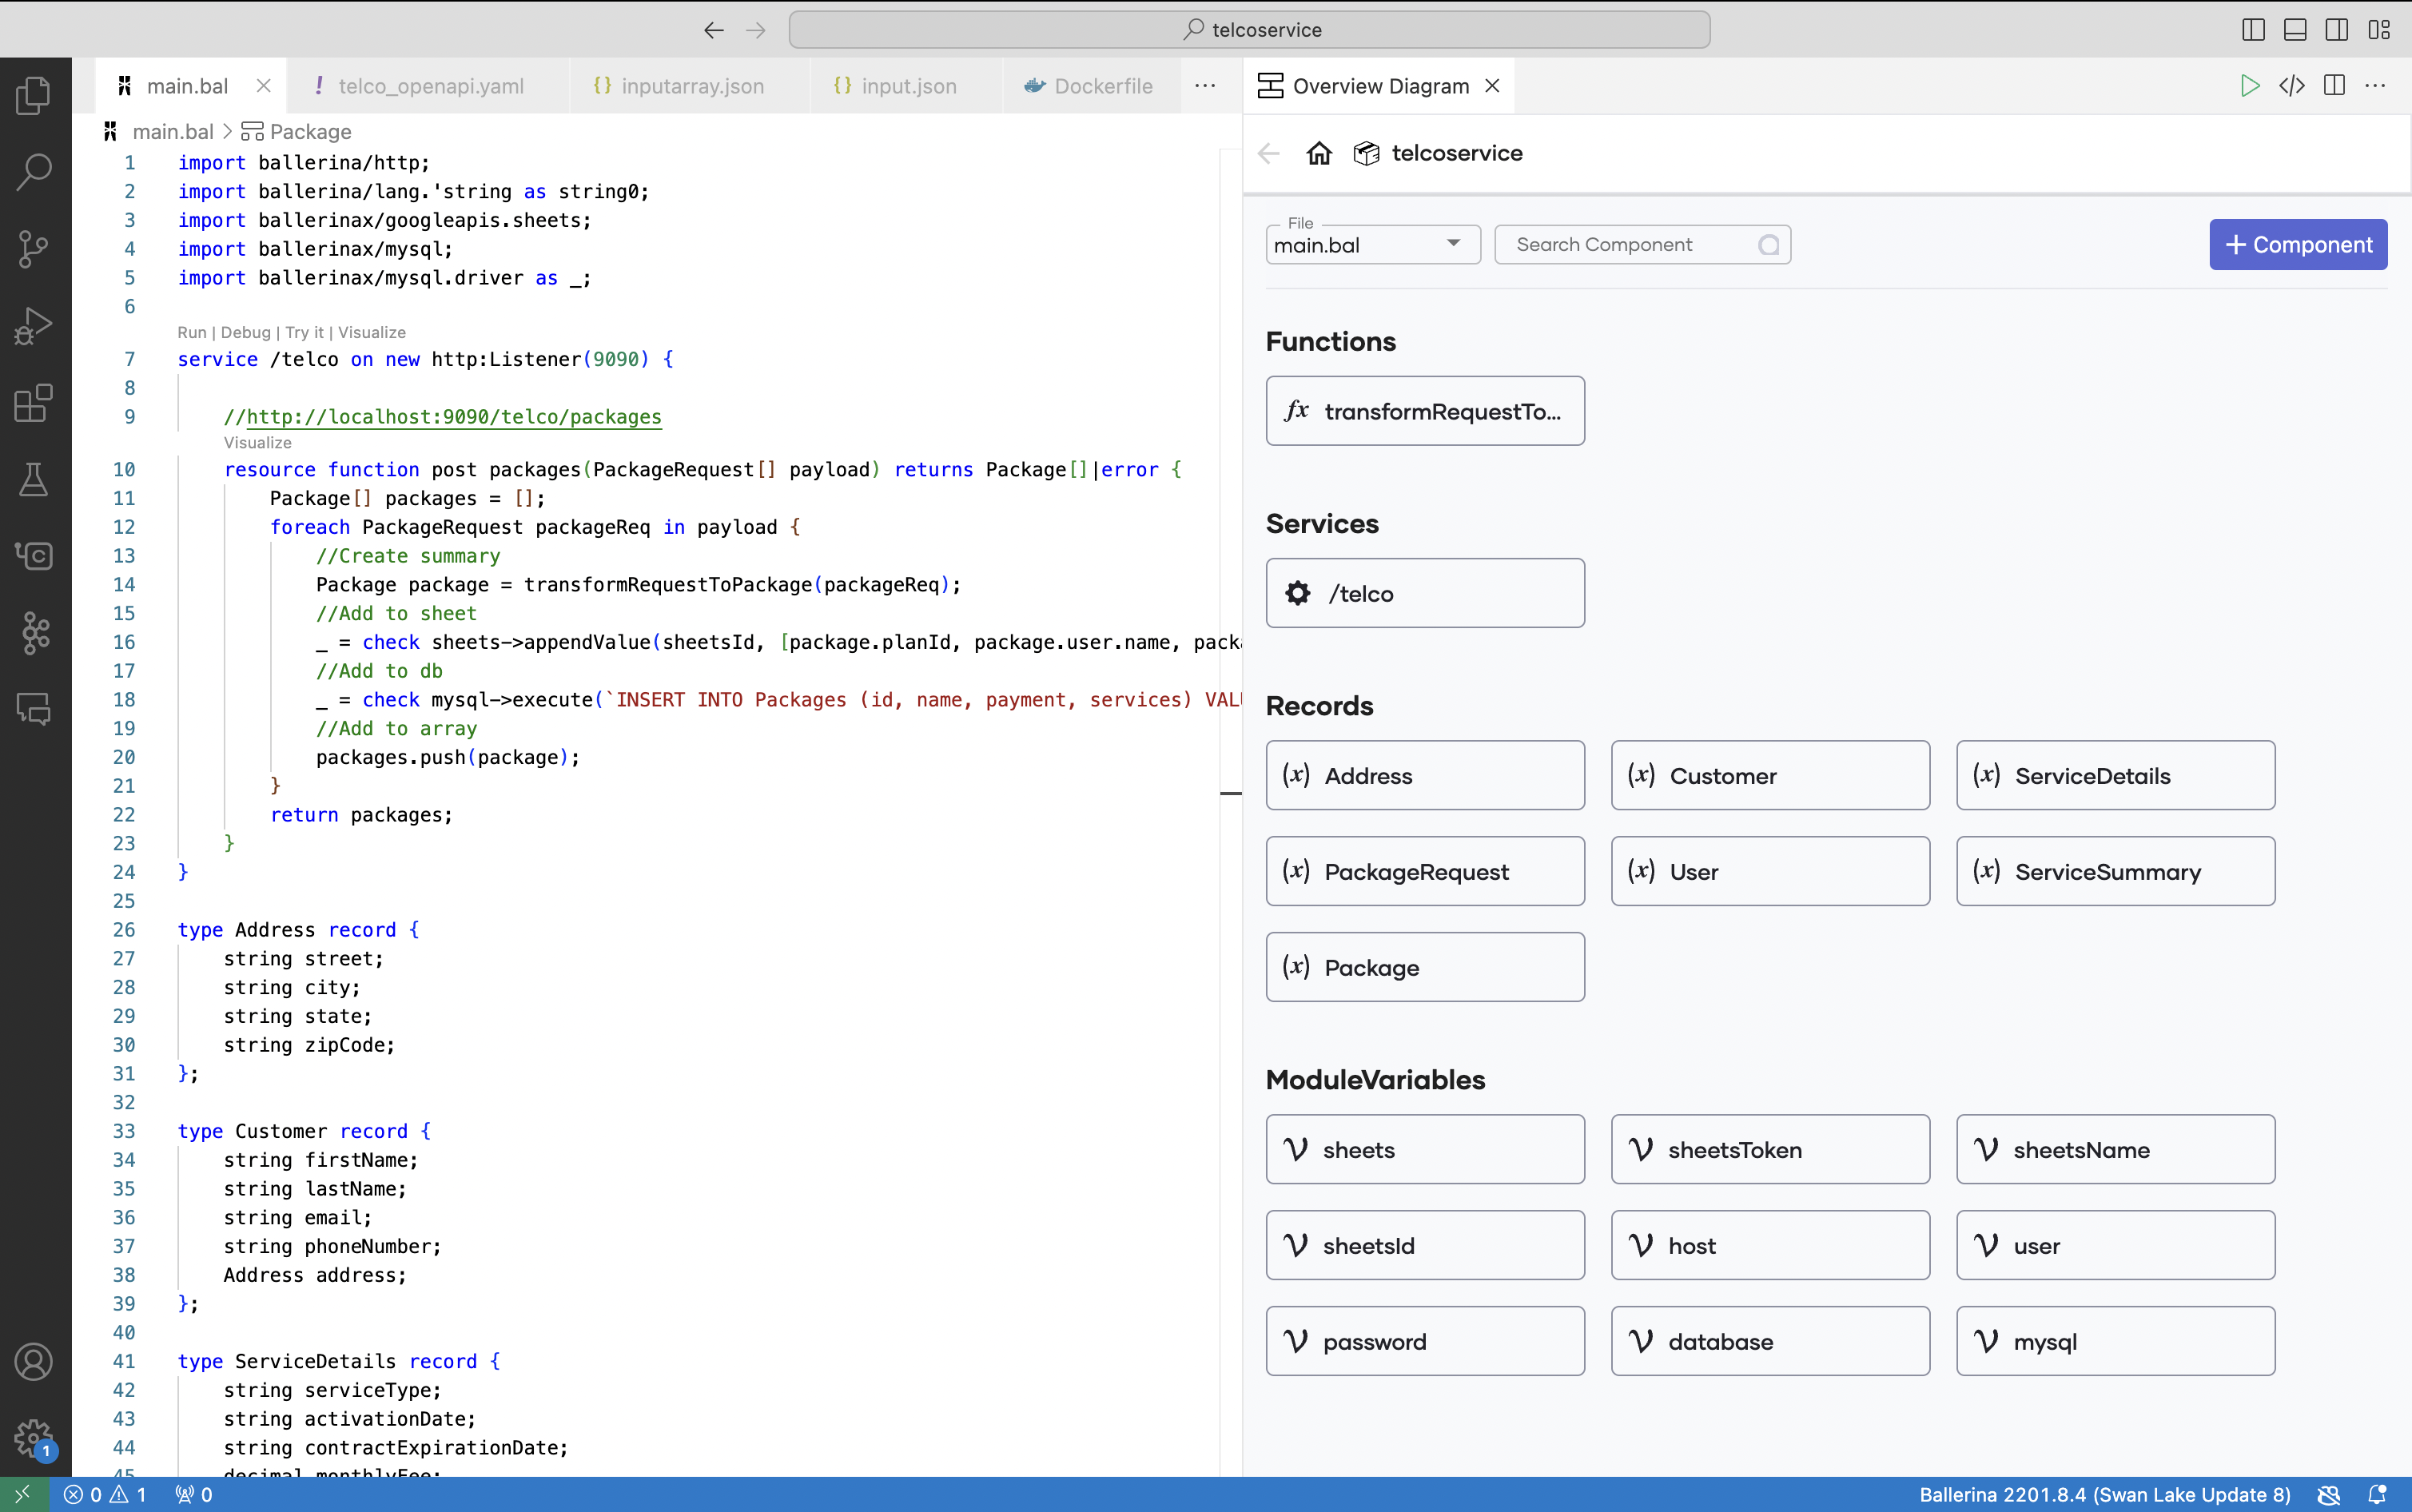 telcoservice
main.bal
! telco_openapi.yaml
{} inputarray.json
{} input.json
Dockerfile
...
main.bal > Package
1 import ballerina/http;
2 import ballerina/lang.'string as string0;
3 import ballerinax/googleapis.sheets;
4 import ballerinax/mysql;
5 import ballerinax/mysql.driver as _;
6
Run | Debug | Try it | Visualize
7 service /telco on new http:Listener(9090) {
8
9 //http://localhost:9090/telco/packages
Visualize
10 resource function post packages(PackageRequest[] payload) returns Package[]|error {
11 Package[] packages = [];
12 foreach PackageRequest packageReq in payload {
13 //Create summary
14 Package package = transformRequestToPackage(packageReq);
15 //Add to sheet
16 _ = check sheets->appendValue(sheetsId, [package.planId, package.user.name, packa
17 //Add to db
18 _ = check mysql->execute(`INSERT INTO Packages (id, name, payment, services) VALU
19 //Add to array
20 packages.push(package);
21 }
22 return packages;
23 }
24 }
25
26 type Address record {
27 string street;
28 string city;
29 string state;
30 string zipCode;
31 };
32
33 type Customer record {
34 string firstName;
35 string lastName;
36 string email;
37 string phoneNumber;
38 Address address;
39 };
40
41 type ServiceDetails record {
42 string serviceType;
43 string activationDate;
44 string contractExpirationDate;
45 decimal monthlyFee;
Overview Diagram
telcoservice
File
main.bal
Search Component
+ Component
Functions
fx transformRequestTo...
Services
/telco
Records
(x) Address
(x) Customer
(x) ServiceDetails
(x) PackageRequest
(x) User
(x) ServiceSummary
(x) Package
ModuleVariables
V sheets
V sheetsToken
V sheetsName
V sheetsId
V host
V user
V password
V database
V mysql
1
0 1 0
Ballerina 2201.8.4 (Swan Lake Update 8)